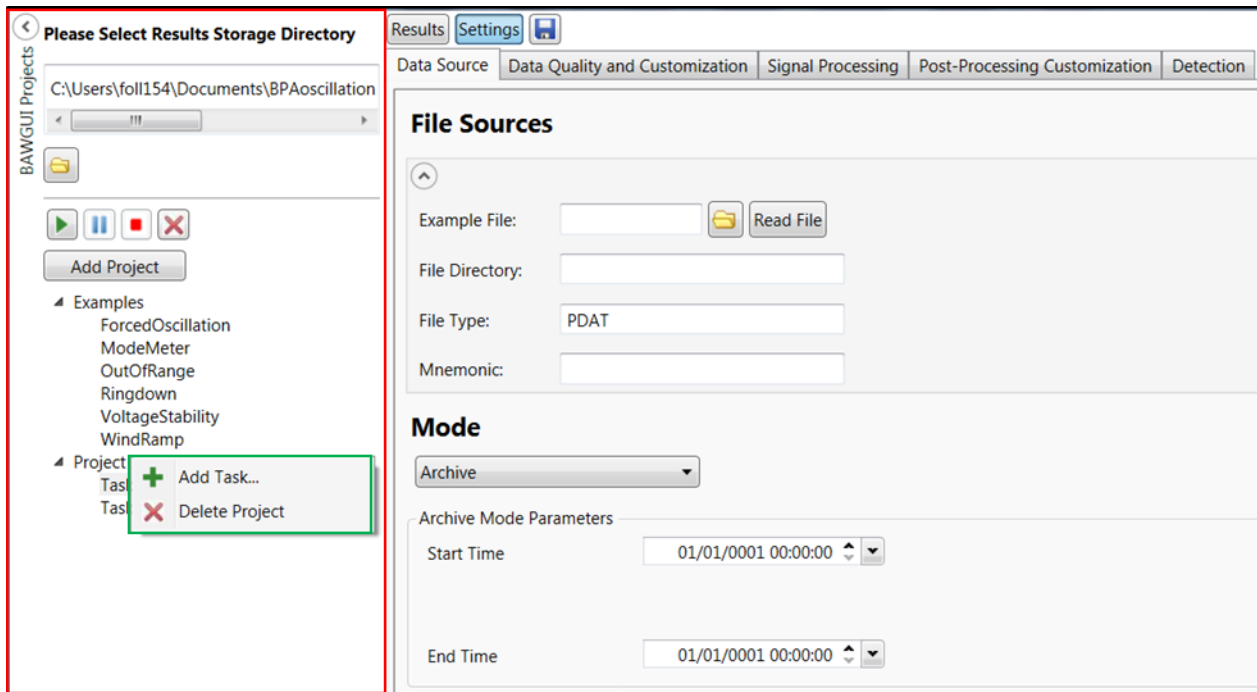 Please Select Results Storage Directory
BAWGUI Projects
C:\Users\foll154\Documents\BPAoscillation
Add Project
Examples
ForcedOscillation
ModeMeter
OutOfRange
Ringdown
VoltageStability
WindRamp
Project
Add Task...
Delete Project
Results Settings
Data Source Data Quality and Customization Signal Processing Post-Processing Customization Detection
File Sources
Example File: Read File
File Directory:
File Type: PDAT
Mnemonic:
Mode
Archive
Archive Mode Parameters
Start Time 01/01/0001 00:00:00
End Time 01/01/0001 00:00:00